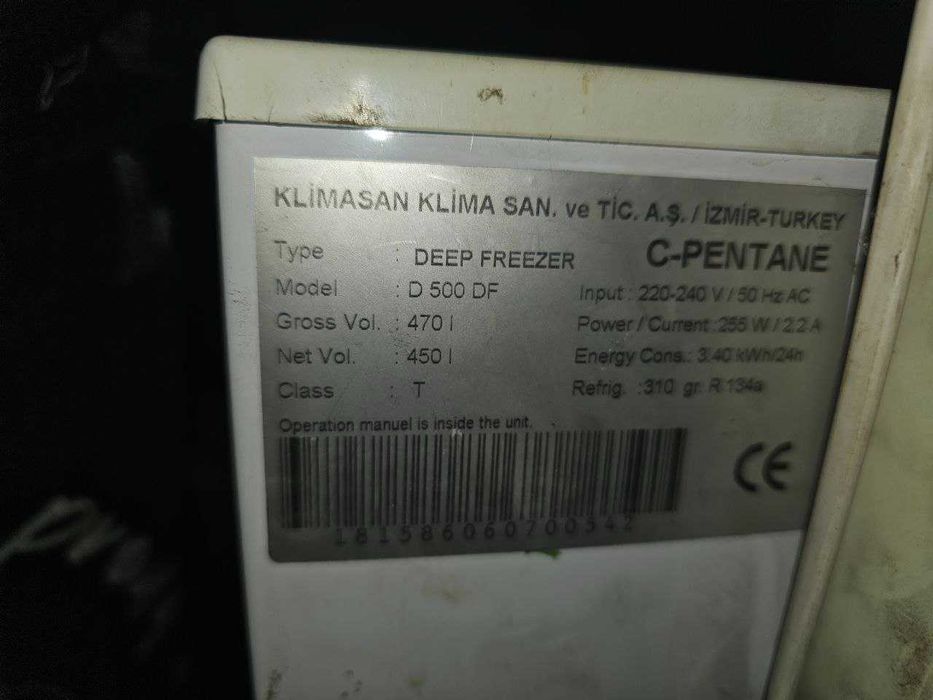 KLİMASAN KLİMA SAN. ve TİC. A.Ş. / İZMİR-TURKEY
C-PENTANE
Type : DEEP FREEZER
Model : D 500 DF
Gross Vol. : 470 l
Net Vol. : 450 l
Class : T
Input : 220-240 V / 50 Hz AC
Power / Current : 255 W / 2.2 A
Energy Cons.: 3.40 kWh/24h
Refrig. :310 gr. R 134a
Operation manuel is inside the unit.
CE
181586060700542